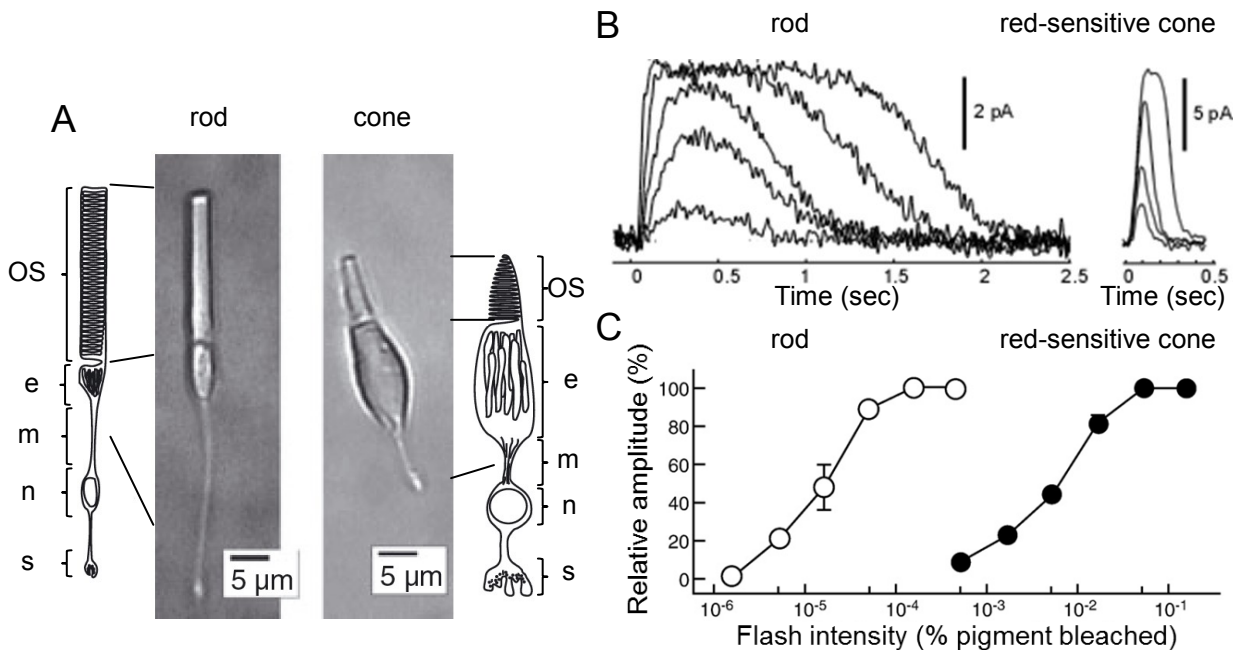 A
rod
cone
OS
e
m
n
s
5 µm
5 µm
OS
e
m
n
s
B
rod
red-sensitive cone
2 pA
5 pA
0 0.5 1 1.5 2 2.5
0 0.5
Time (sec)
Time (sec)
C
rod
red-sensitive cone
Relative amplitude (%)
100
80
60
40
20
0
10-6 10-5 10-4 10-3 10-2 10-1
Flash intensity (% pigment bleached)